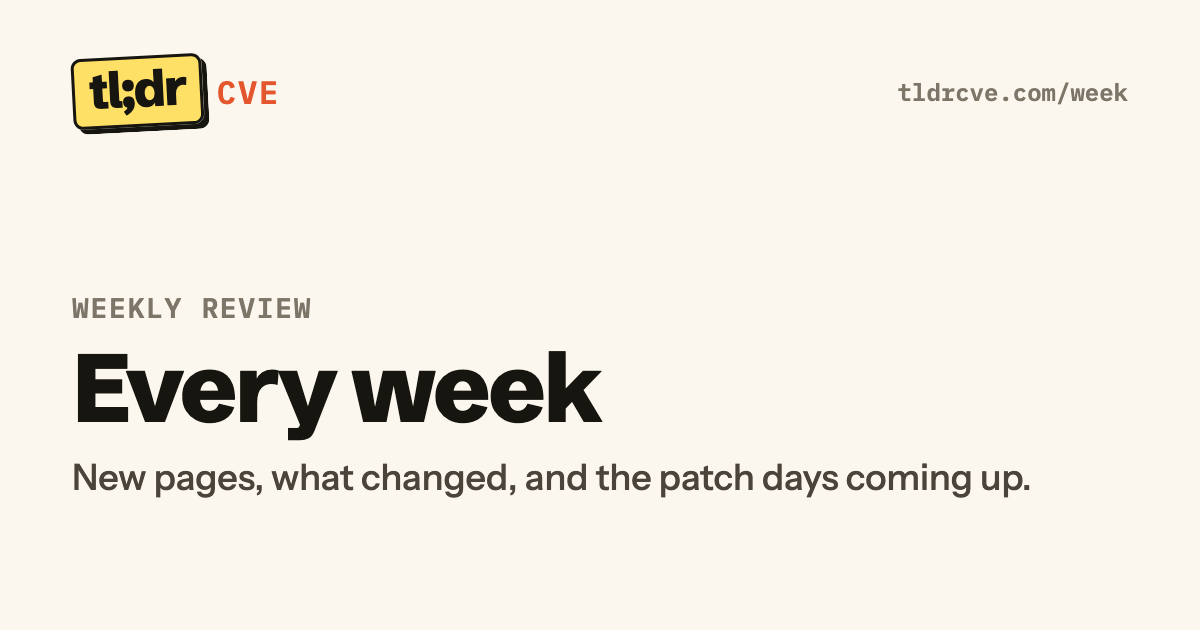 tl;dr CVE
tldrcve.com/week
WEEKLY REVIEW
Every week
New pages, what changed, and the patch days coming up.